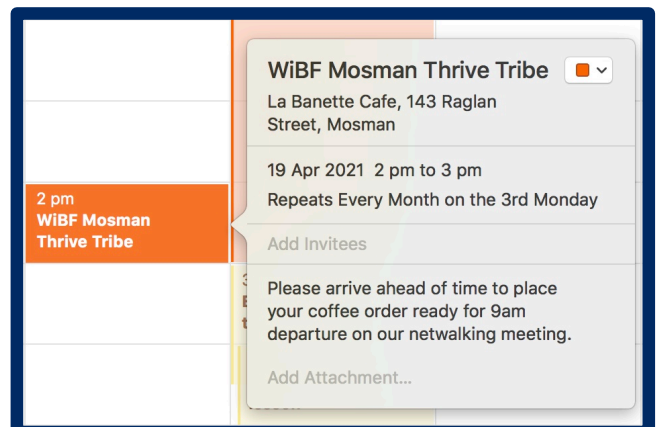 WiBF Mosman Thrive Tribe
La Banette Cafe, 143 Raglan
Street, Mosman
19 Apr 2021 2 pm to 3 pm
Repeats Every Month on the 3rd Monday
2 pm
WiBF Mosman
Thrive Tribe
Add Invitees
Please arrive ahead of time to place
your coffee order ready for 9am
departure on our netwalking meeting.
Add Attachment...